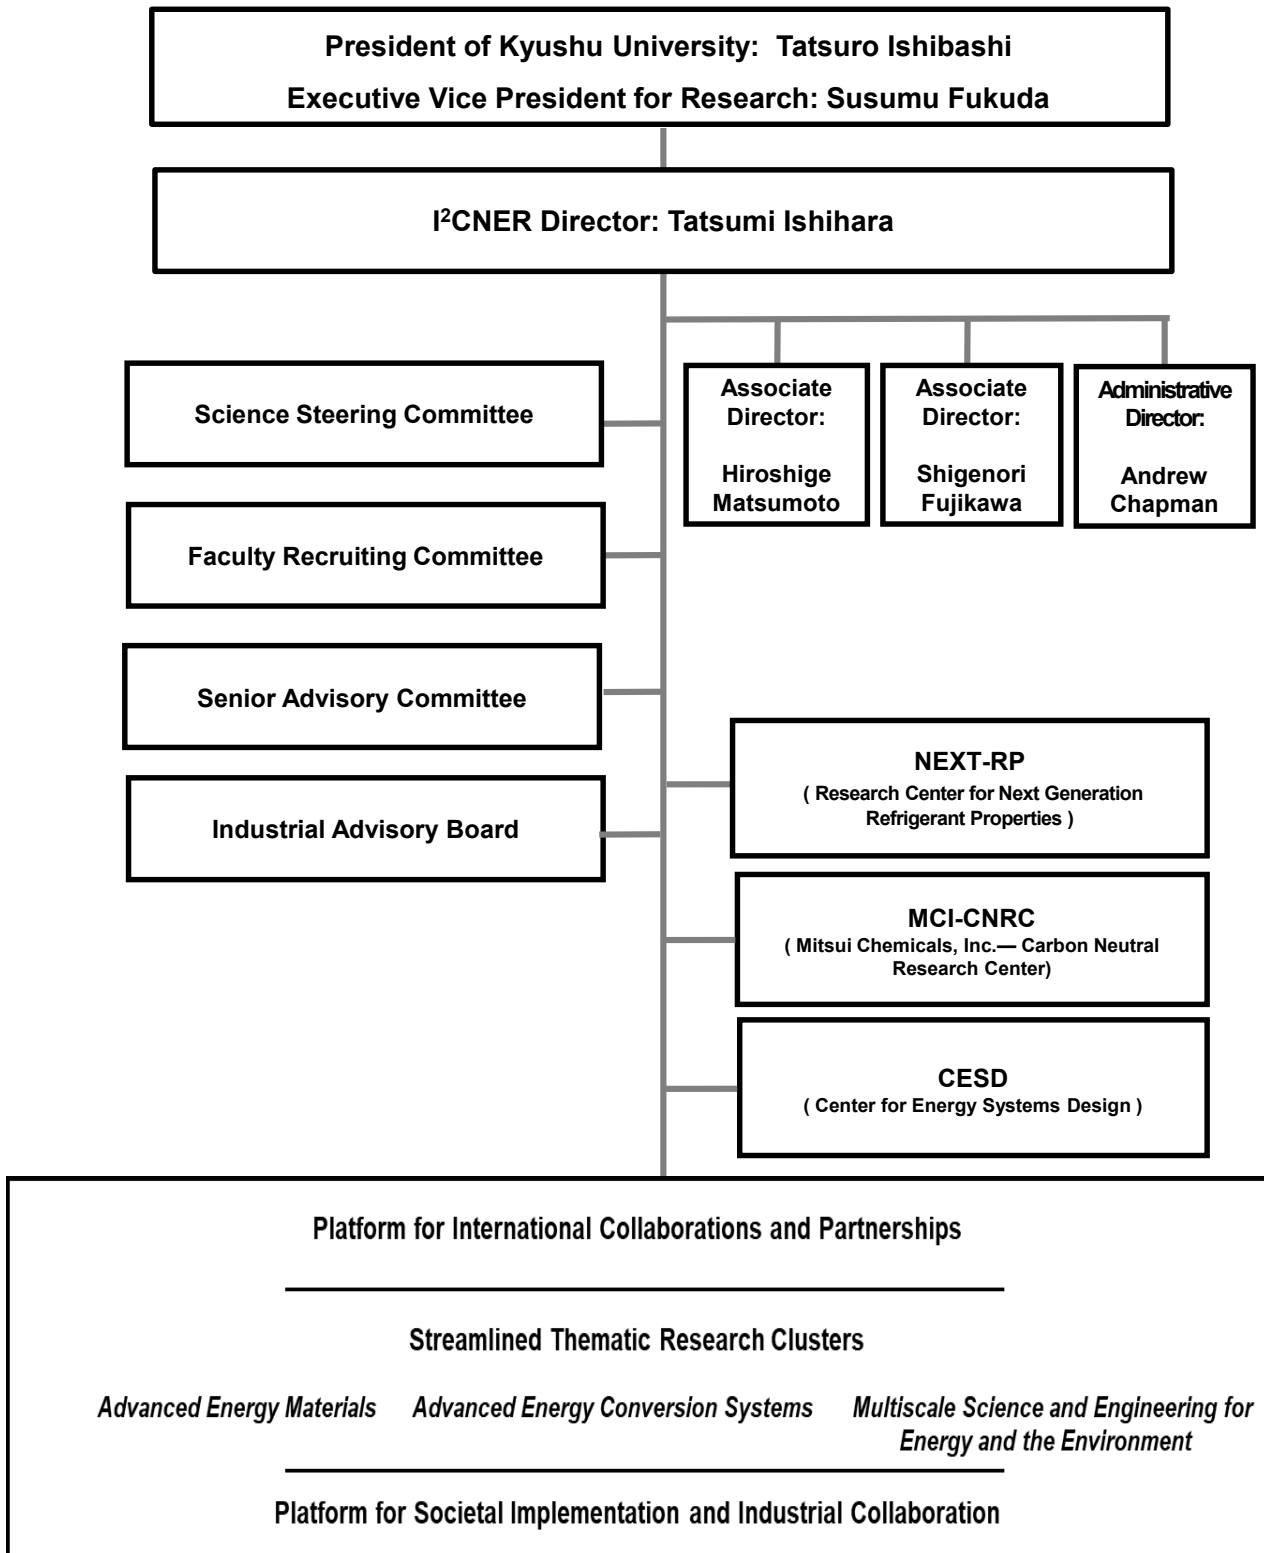 President of Kyushu University: Tatsuro Ishibashi
Executive Vice President for Research: Susumu Fukuda
I²CNER Director: Tatsumi Ishihara
Science Steering Committee
Faculty Recruiting Committee
Senior Advisory Committee
Industrial Advisory Board
Associate
Director:
Hiroshige
Matsumoto
Associate
Director:
Shigenori
Fujikawa
Administrative
Director:
Andrew
Chapman
NEXT-RP
( Research Center for Next Generation
Refrigerant Properties )
MCI-CNRC
( Mitsui Chemicals, Inc.— Carbon Neutral
Research Center)
CESD
( Center for Energy Systems Design )
Platform for International Collaborations and Partnerships
Streamlined Thematic Research Clusters
Advanced Energy Materials
Advanced Energy Conversion Systems
Multiscale Science and Engineering for
Energy and the Environment
Platform for Societal Implementation and Industrial Collaboration